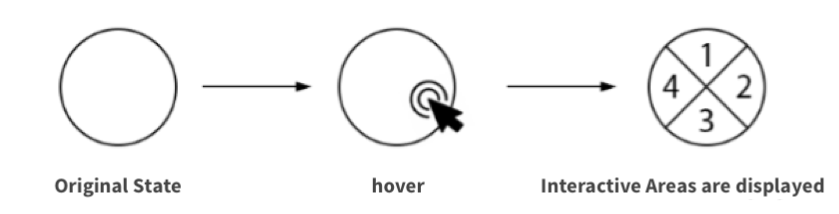 1
4 2
3
Original State
hover
Interactive Areas are displayed